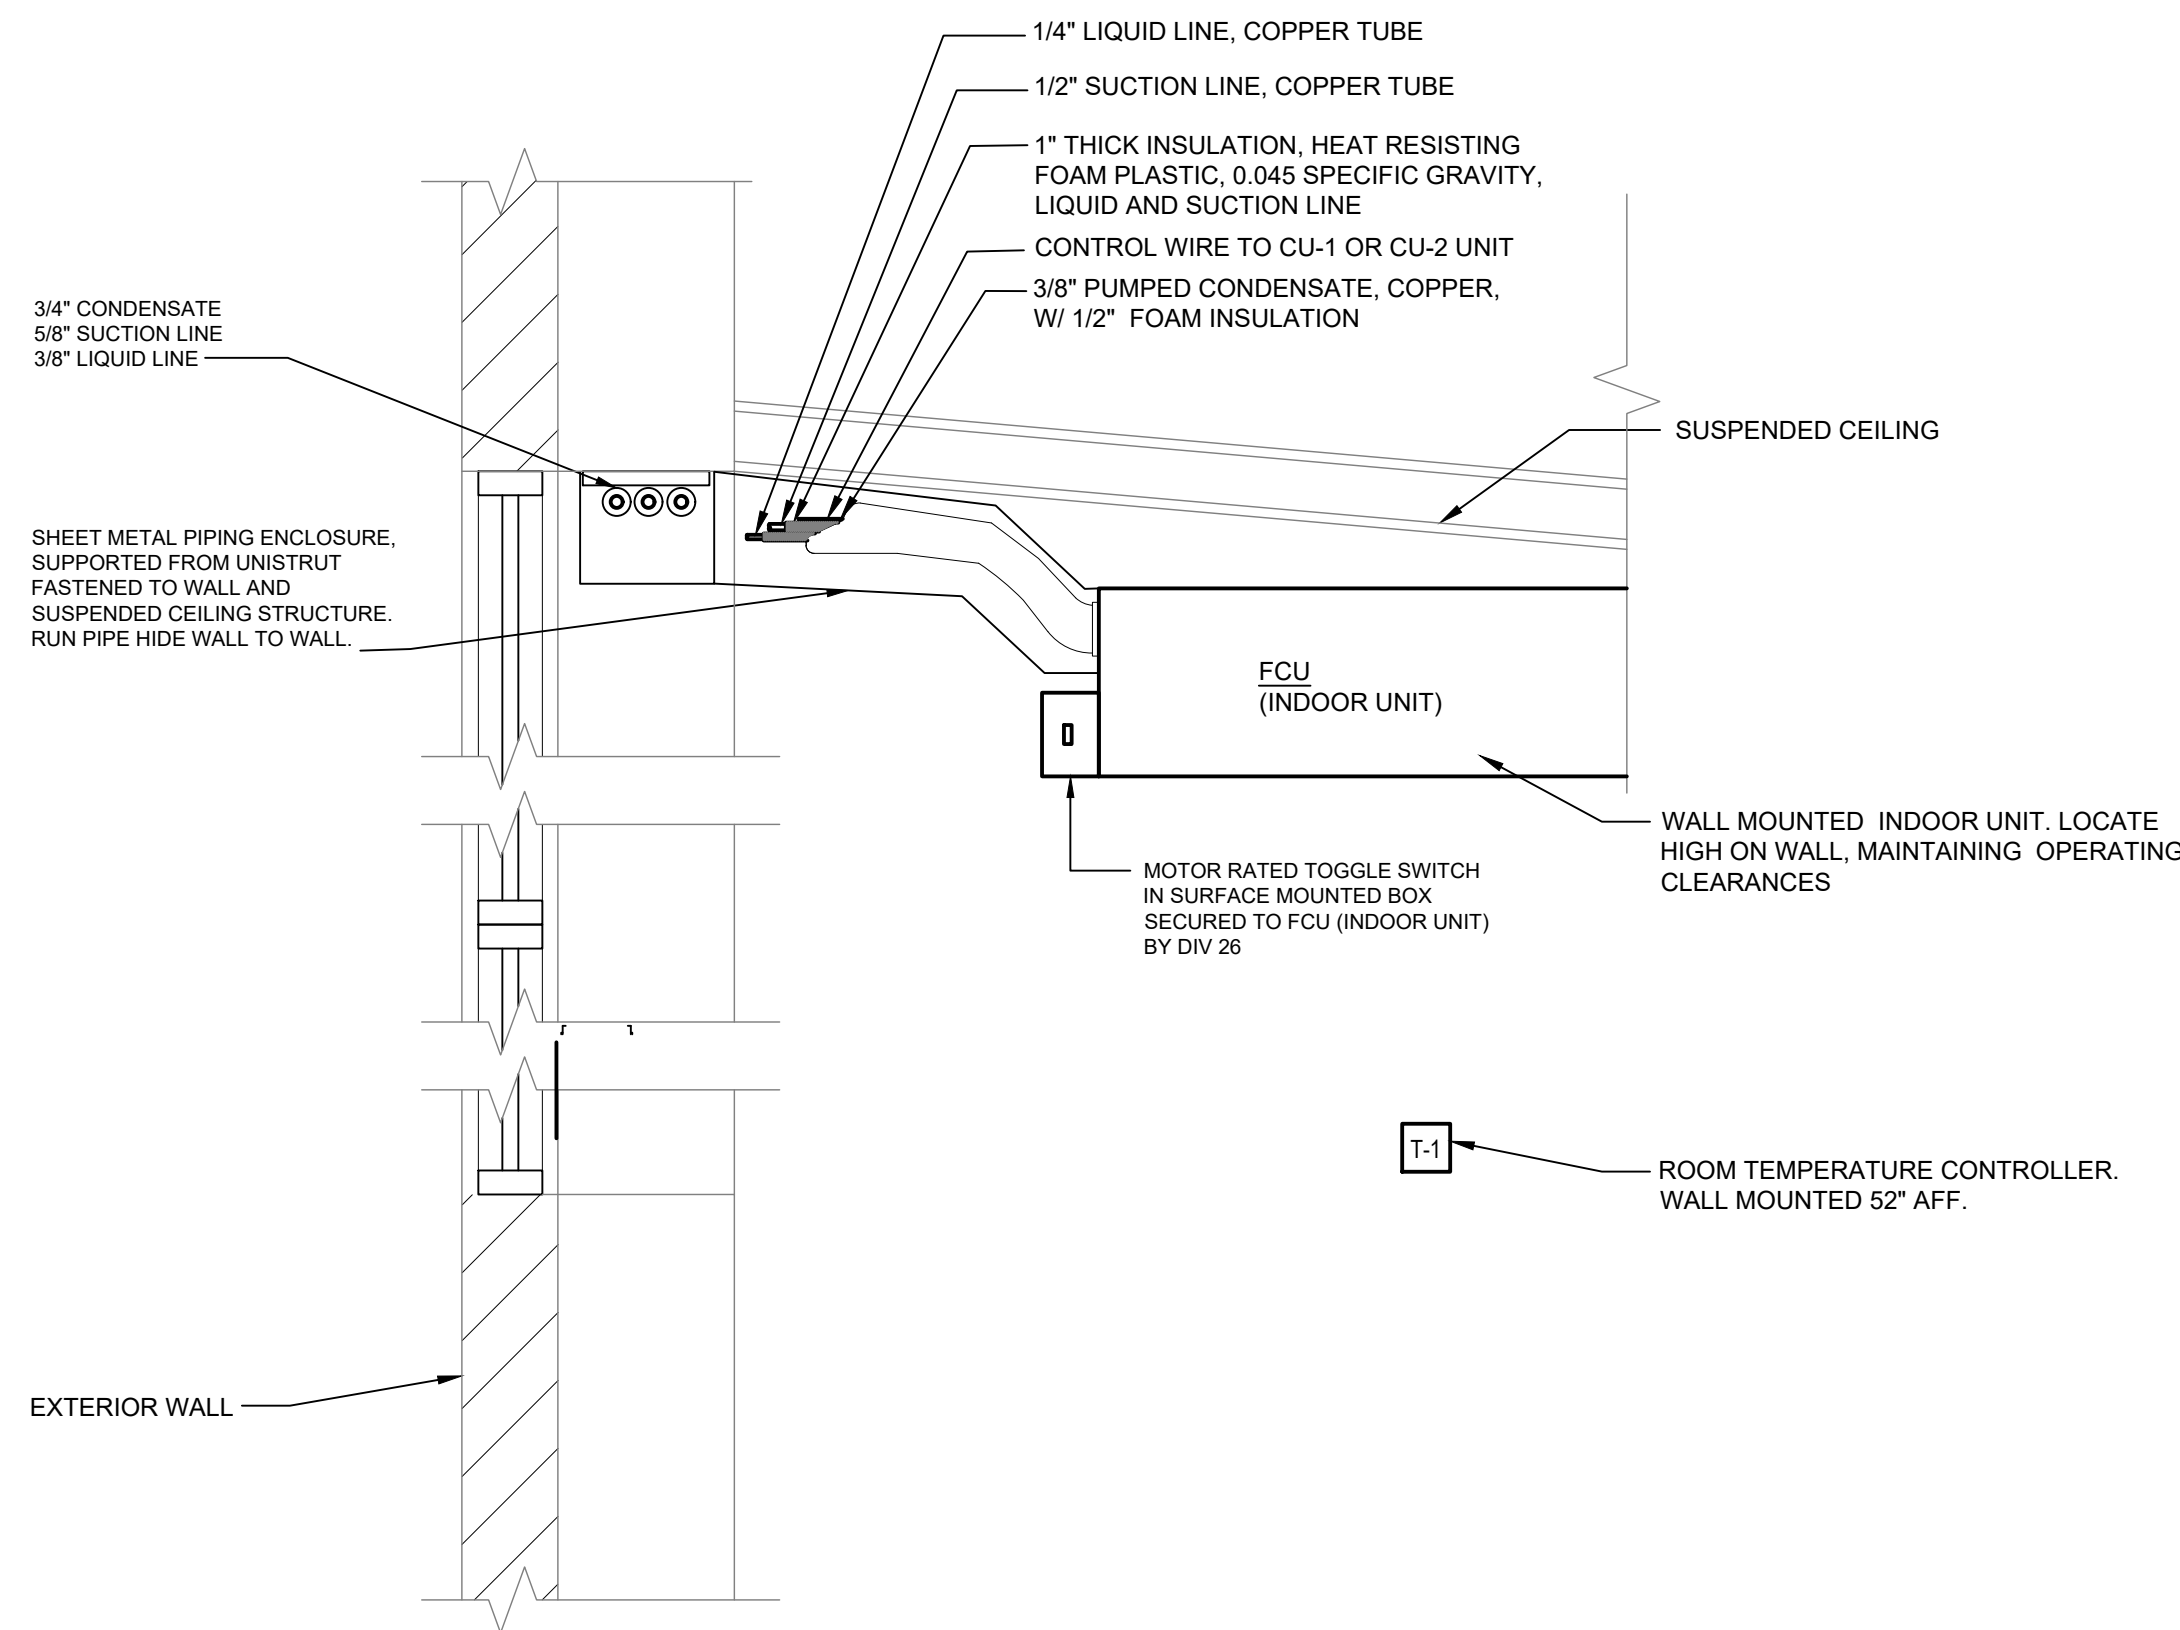 1/4" LIQUID LINE, COPPER TUBE
1/2" SUCTION LINE, COPPER TUBE
1" THICK INSULATION, HEAT RESISTING
FOAM PLASTIC, 0.045 SPECIFIC GRAVITY,
LIQUID AND SUCTION LINE
CONTROL WIRE TO CU-1 OR CU-2 UNIT
3/8" PUMPED CONDENSATE, COPPER,
W/ 1/2" FOAM INSULATION
3/4" CONDENSATE
5/8" SUCTION LINE
3/8" LIQUID LINE
SUSPENDED CEILING
SHEET METAL PIPING ENCLOSURE,
SUPPORTED FROM UNISTRUT
FASTENED TO WALL AND
SUSPENDED CEILING STRUCTURE.
RUN PIPE HIDE WALL TO WALL.
FCU
(INDOOR UNIT)
WALL MOUNTED INDOOR UNIT. LOCATE
HIGH ON WALL, MAINTAINING OPERATING
CLEARANCES
MOTOR RATED TOGGLE SWITCH
IN SURFACE MOUNTED BOX
SECURED TO FCU (INDOOR UNIT)
BY DIV 26
T-1
ROOM TEMPERATURE CONTROLLER.
WALL MOUNTED 52" AFF.
EXTERIOR WALL